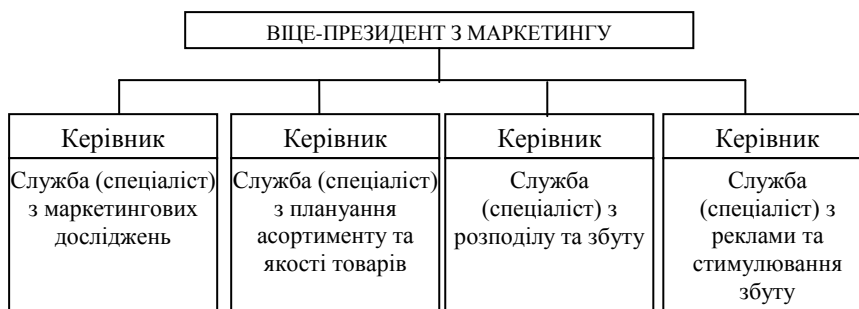 ВІЦЕ-ПРЕЗИДЕНТ З МАРКЕТИНГУ
Керівник
Служба (спеціаліст)
з маркетингових
досліджень
Керівник
Служба (спеціаліст)
з плануання
асортименту та
якості товарів
Керівник
Служба
(спеціаліст) з
розподілу та збуту
Керівник
Служба
(спеціаліст) з
реклами та
стимулювання
збуту